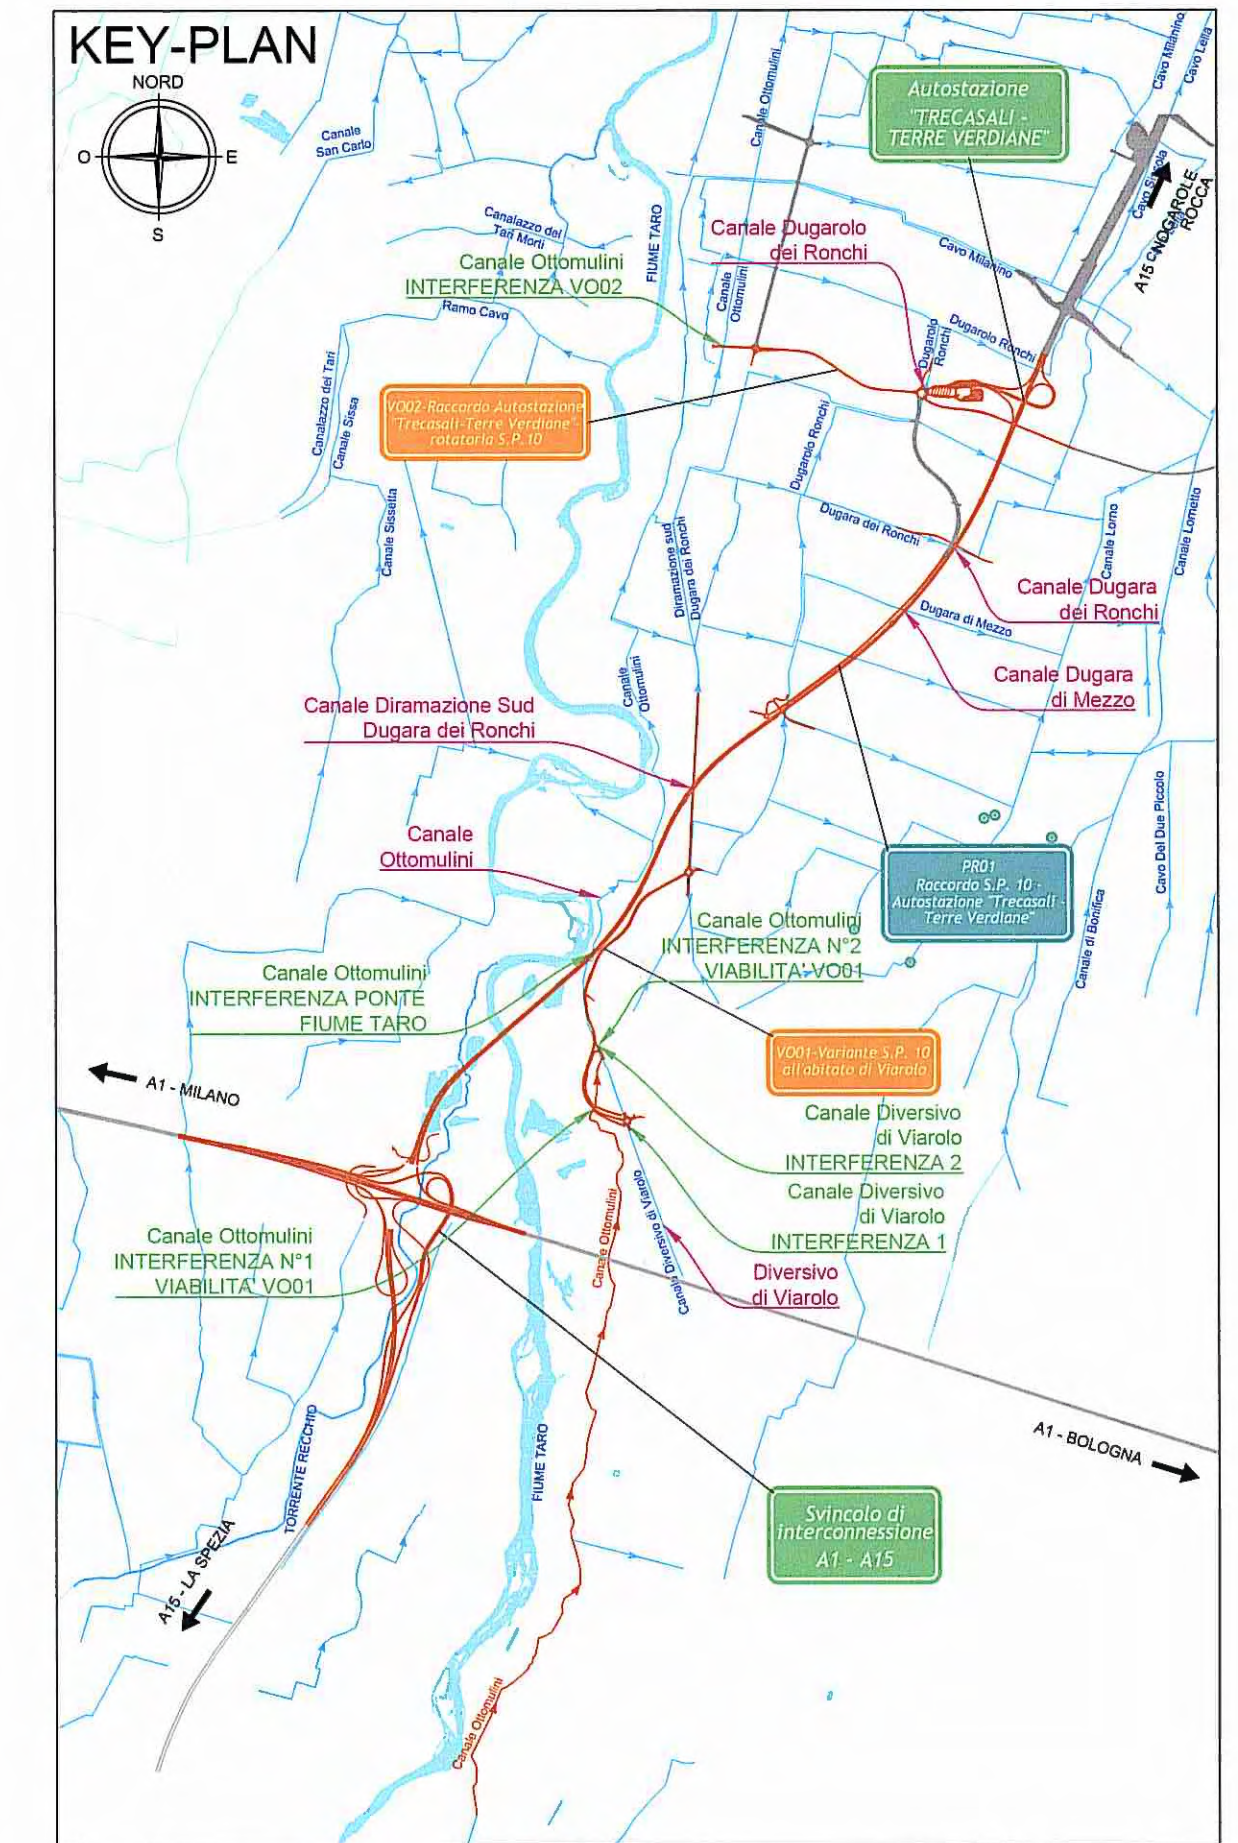 KEY-PLAN
NORD
O
E
S
Canale
San Carlo
Canale Ottomulini
Cavo Milanino
Cavo Lella
Autostazione
"TRECASALI -
TERRE VERDIANE"
A15 - NOGAROLE
ROCCA
Canalazzo dei
Tari Morti
FIUME TARO
Canale Dugarolo
dei Ronchi
Cavo Milanino
Canale Ottomulini
INTERFERENZA VO02
Canale
Ottomulini
Ramo Cavo
Dugarolo
Ronchi
Dugarolo Ronchi
Canalazzo dei Tari
Canale Sissa
VO02-Raccordo Autostazione
"Trecasali-Terre Verdiane"-
rotatoria S.P.10
Dugarolo Ronchi
Canale Sissetta
Dugara dei Ronchi
Diramazione sud
Dugara dei Ronchi
Canale Lorno
Canale Lornetto
Canale Dugara
dei Ronchi
Dugara di Mezzo
Canale
Ottomulini
Canale Dugara
di Mezzo
Canale Diramazione Sud
Dugara dei Ronchi
Canale
Ottomulini
Cavo Del Due Piccolo
PR01
Raccordo S.P. 10 -
Autostazione "Trecasali -
Terre Verdiane"
Canale di Bonifica
Canale Ottomulini
INTERFERENZA N°2
VIABILITA' VO01
Canale Ottomulini
INTERFERENZA PONTE
FIUME TARO
VO01-Variante S.P. 10
all'abitato di Viarolo
A1 - MILANO
Canale Diversivo
di Viarolo
INTERFERENZA 2
Canale Diversivo
di Viarolo
INTERFERENZA 1
Canale Ottomulini
Canale Diversivo di Viarolo
Canale Ottomulini
INTERFERENZA N°1
VIABILITA' VO01
Diversivo
di Viarolo
TORRENTE RECCHIO
FIUME TARO
A1 - BOLOGNA
Svincolo di
interconnessione
A1 - A15
A15 - LA SPEZIA
Canale Ottomulini